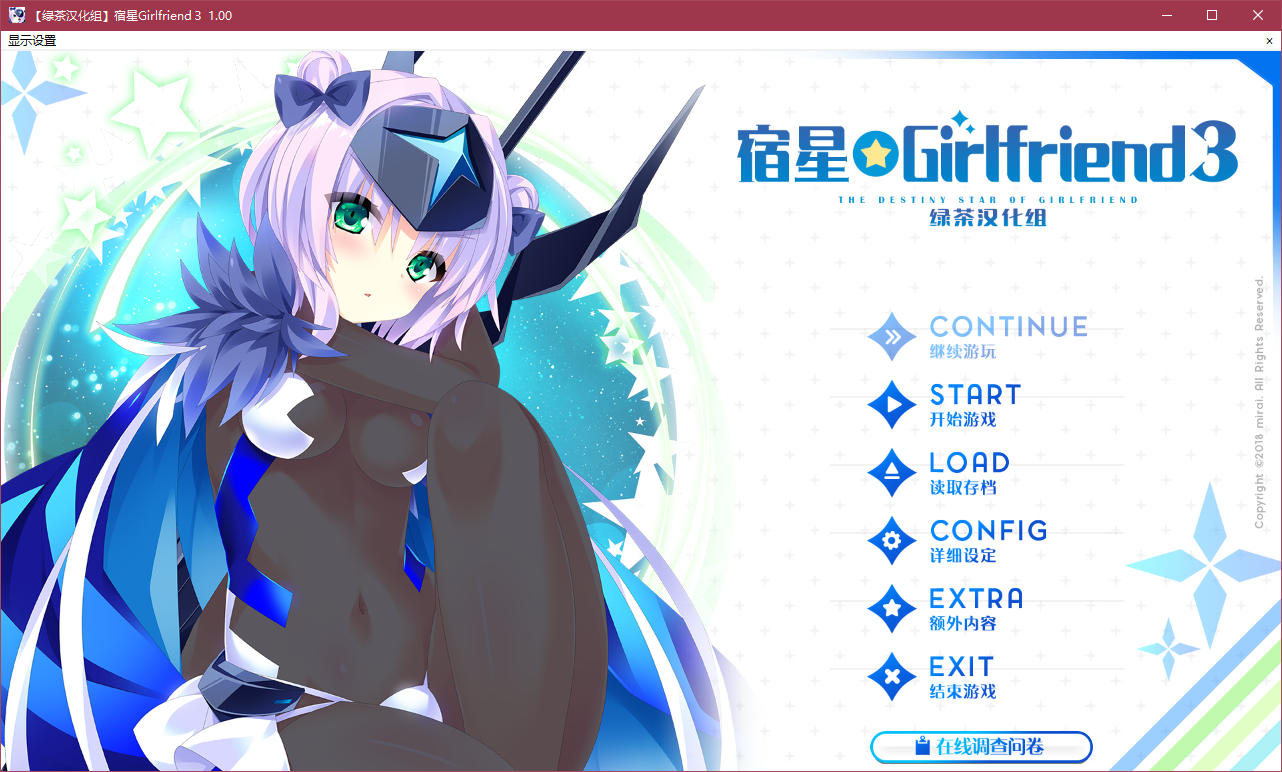 【绿茶汉化组】宿星Girlfriend 3 1.00
显示设置
宿星Girlfriend3
THE DESTINY STAR OF GIRLFRIEND
绿茶汉化组
CONTINUE
继续游玩
START
开始游戏
LOAD
读取存档
CONFIG
详细设定
EXTRA
额外内容
EXIT
结束游戏
在线调查问卷
Copyright ©2018 mirai. All Rights Reserved.